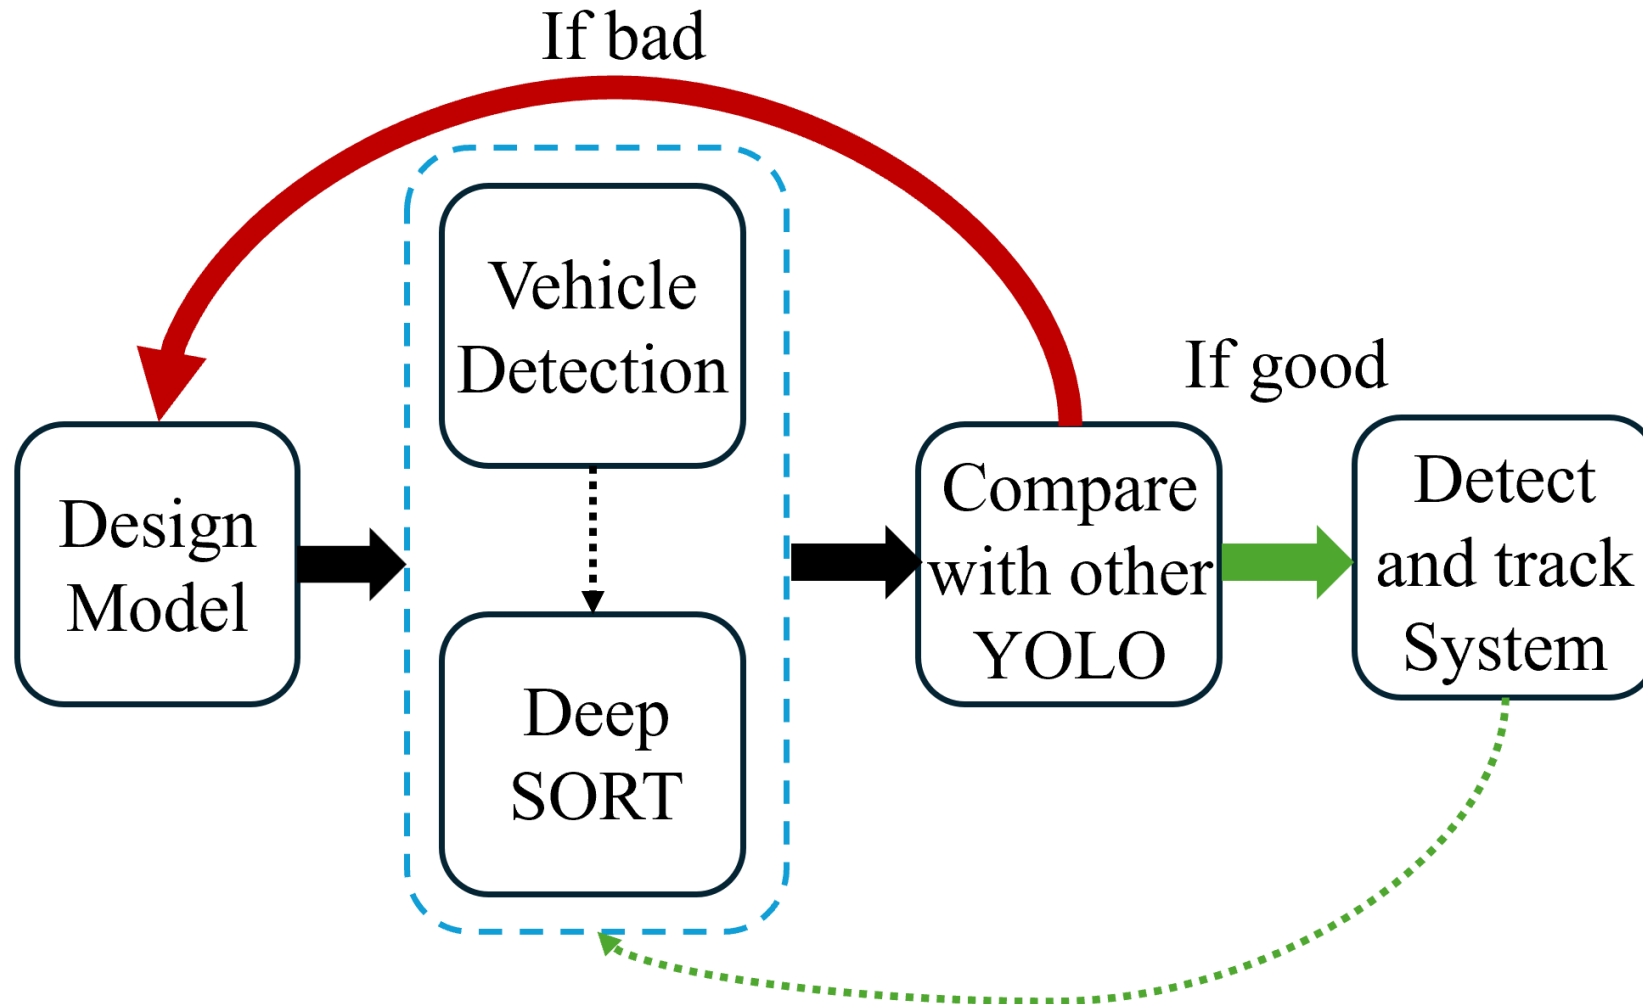 If bad
Vehicle
Detection
If good
Design
Model
Compare
with other
YOLO
Detect
and track
System
Deep
SORT